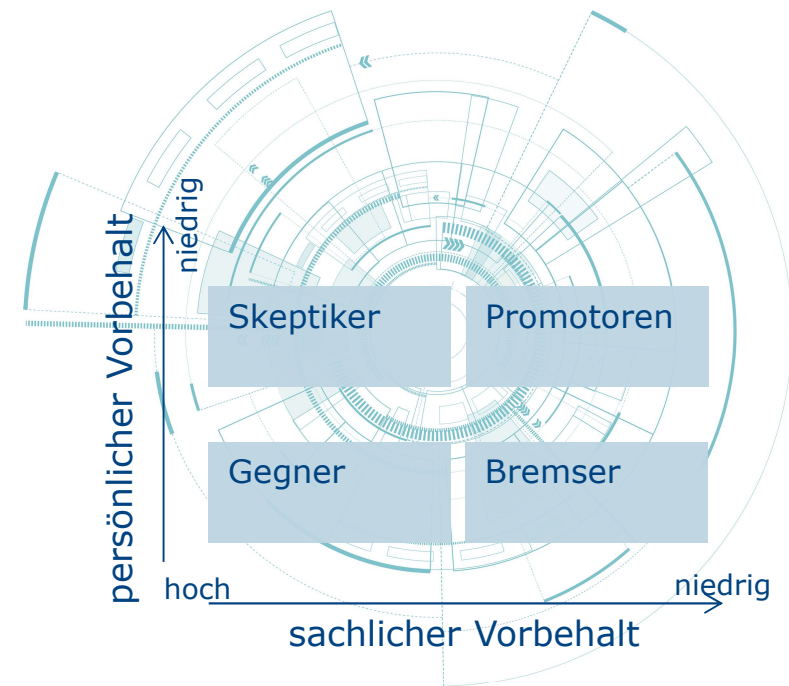 niedrig
persönlicher Vorbehalt
Skeptiker
Promotoren
Gegner
Bremser
hoch
niedrig
sachlicher Vorbehalt